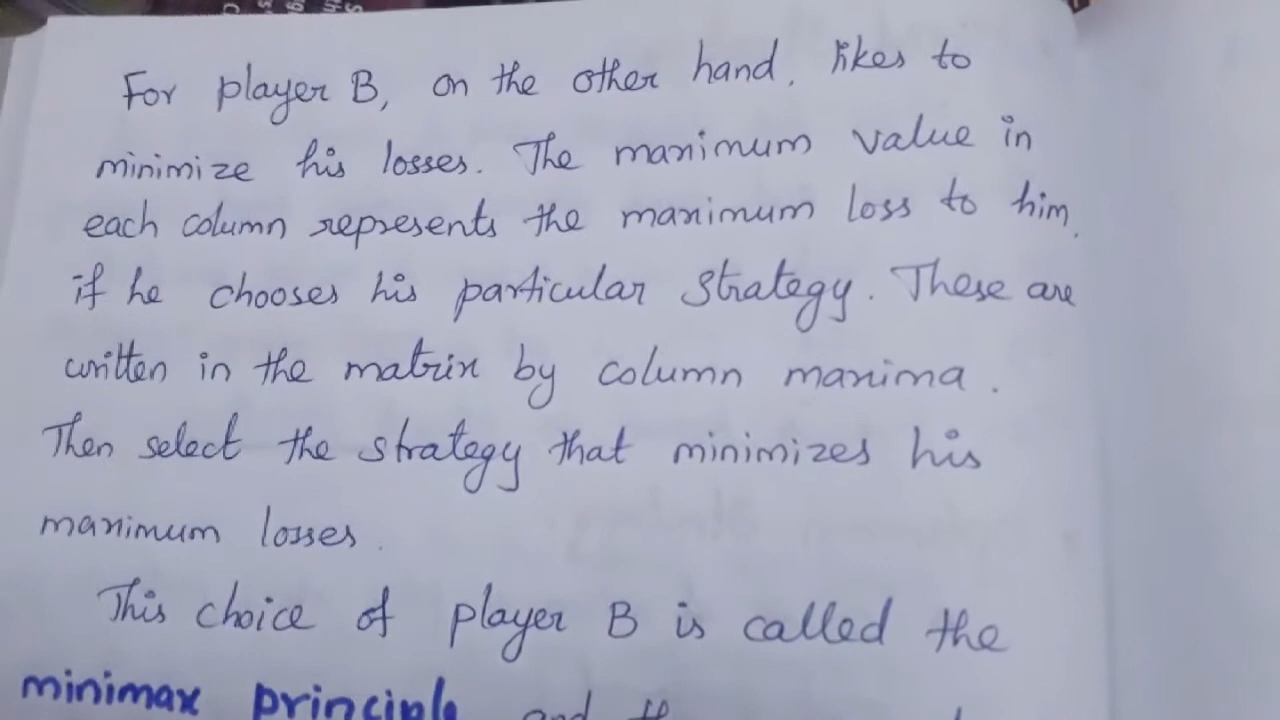 For player B, on the other hand, likes to
minimize his losses. The maximum value in
each column represents the maximum loss to him,
if he chooses his particular strategy. These are
written in the matrix by column maxima.
Then select the strategy that minimizes his
maximum losses.
This choice of player B is called the
minimax principle and